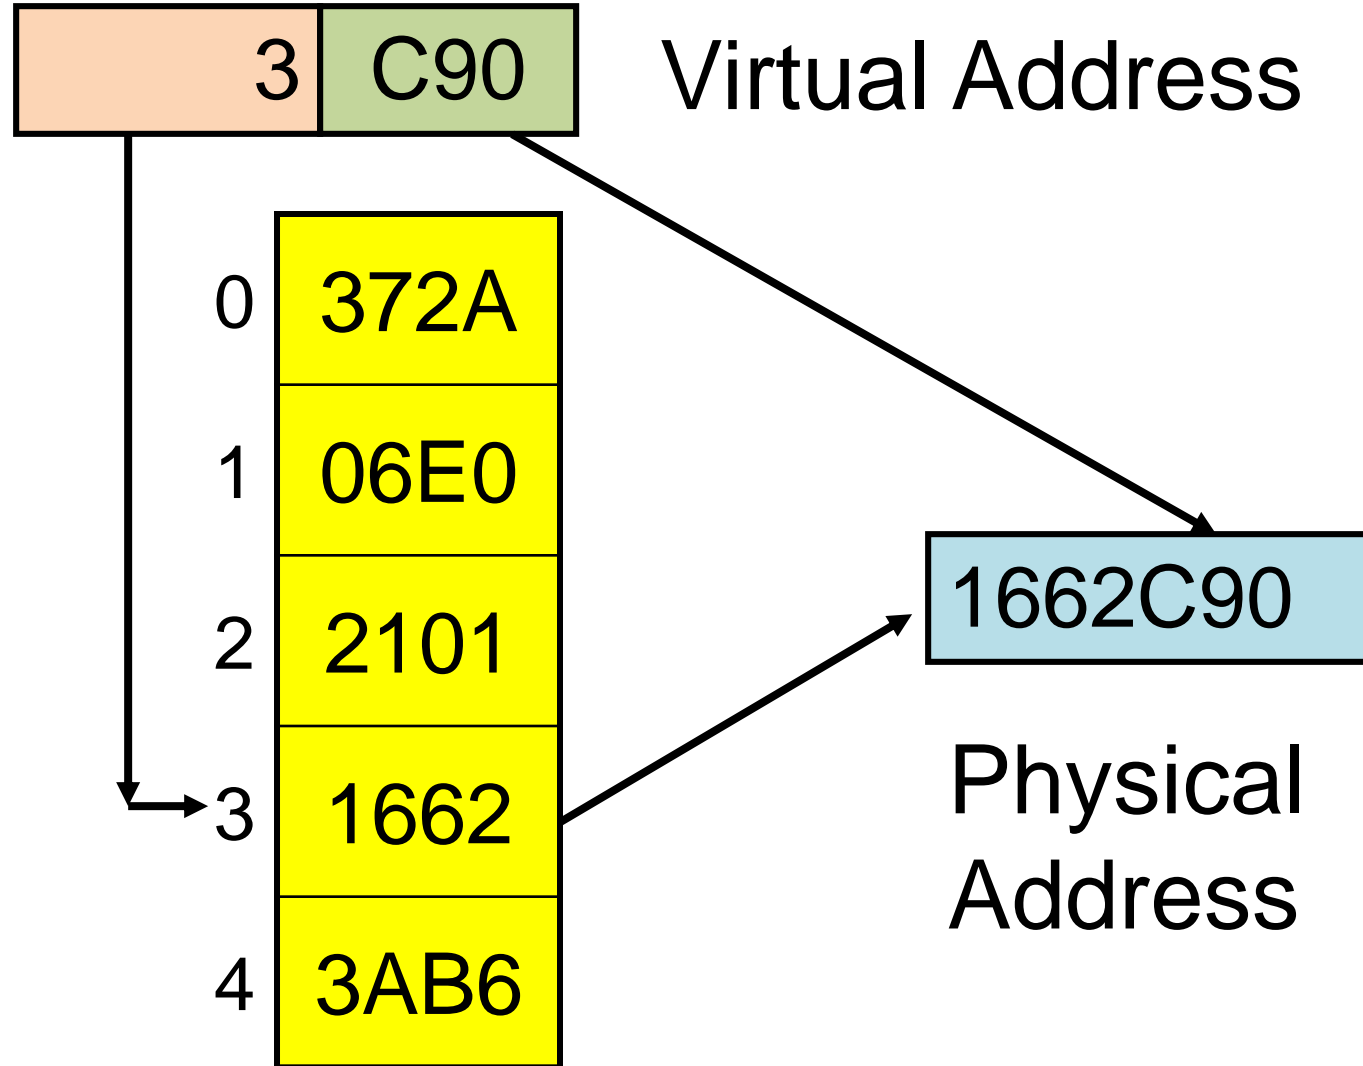 3 C90 Virtual Address
0 372A
1 06E0
1662C90
2 2101
Physical
3 1662
Address
4 3AB6